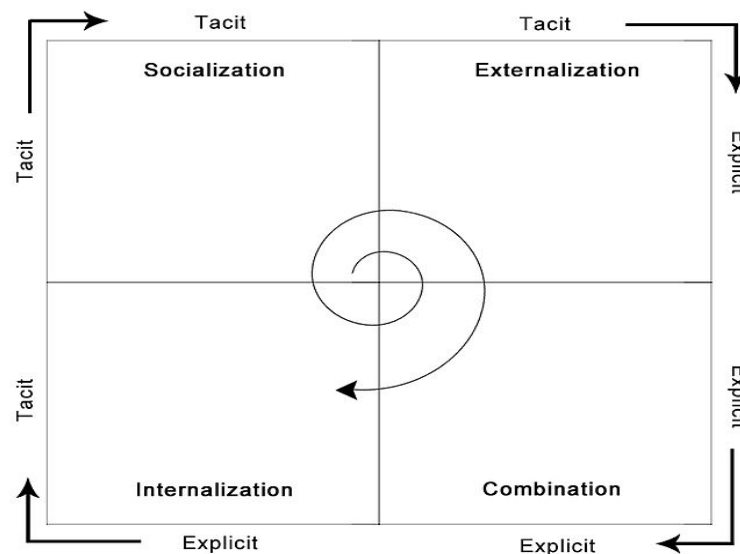 Tacit
Tacit
Socialization
Externalization
Tacit
Explicit
Tacit
Explicit
Internalization
Combination
Explicit
Explicit